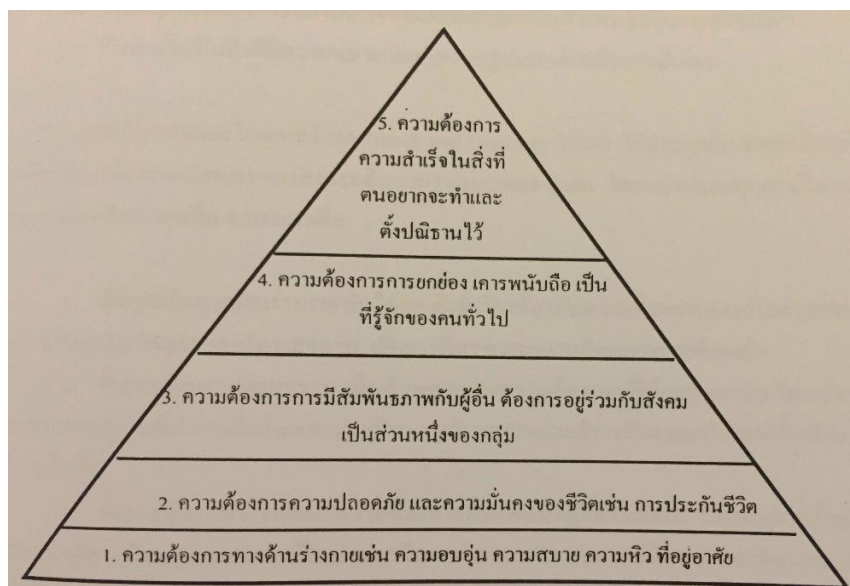 5. ความต้องการ
ความสำเร็จในสิ่งที่
ตนอยากจะทำและ
ตั้งปณิธานไว้
4. ความต้องการการยกย่อง เคารพนับถือ เป็น
ที่รู้จักของคนทั่วไป
3. ความต้องการการมีสัมพันธภาพกับผู้อื่น ต้องการอยู่ร่วมกับสังคม
เป็นส่วนหนึ่งของกลุ่ม
2. ความต้องการความปลอดภัย และความมั่นคงของชีวิตเช่น การประกันชีวิต
1. ความต้องการทางด้านร่างกายเช่น ความอบอุ่น ความสบาย ความหิว ที่อยู่อาศัย